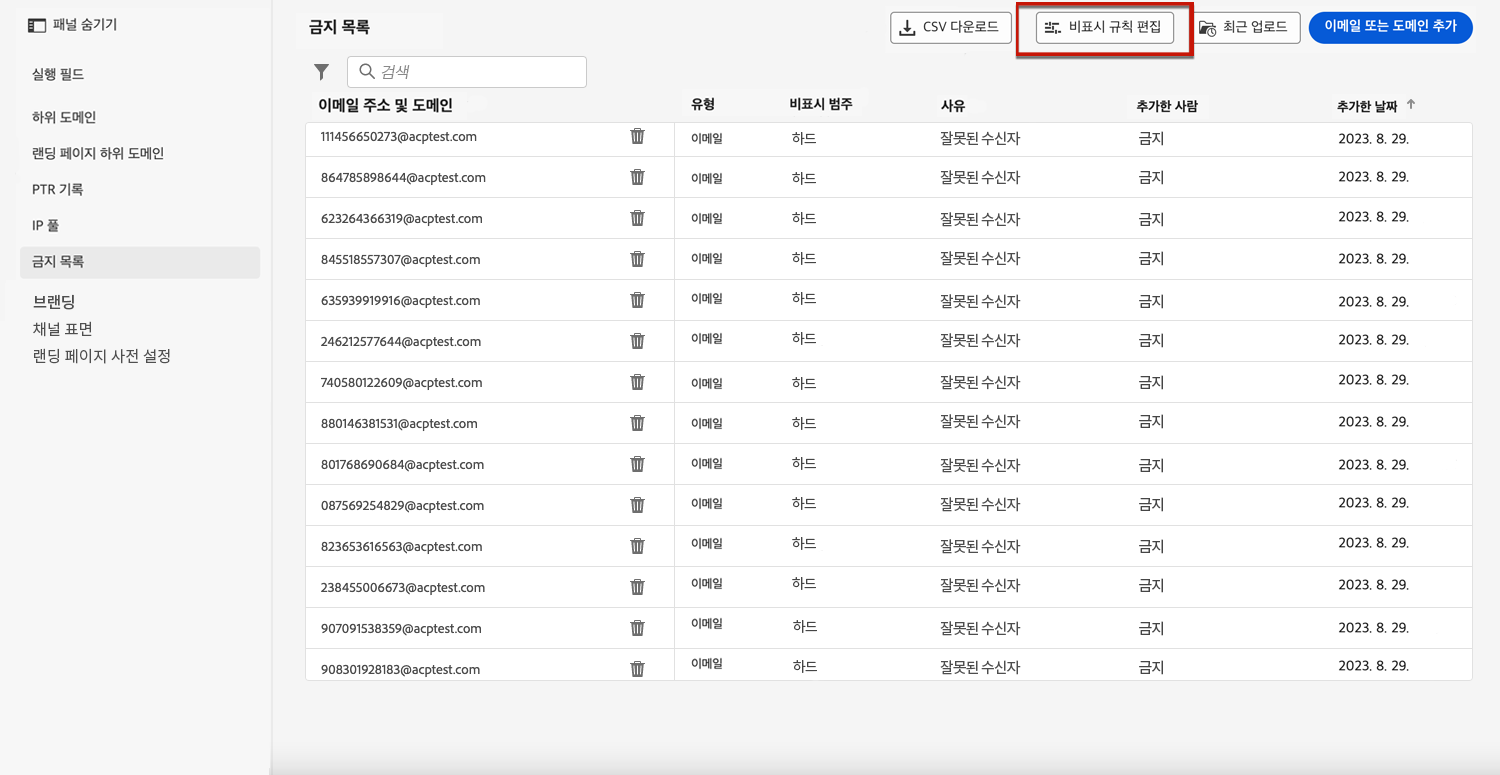 패널 숨기기
실행 필드
하위 도메인
랜딩 페이지 하위 도메인
PTR 기록
IP 풀
금지 목록
브랜딩
채널 표면
랜딩 페이지 사전 설정
금지 목록
CSV 다운로드
비표시 규칙 편집
최근 업로드
이메일 또는 도메인 추가
검색
이메일 주소 및 도메인 유형 비표시 범주 사유 추가한 사람 추가한 날짜
111456650273@acptest.com 이메일 하드 잘못된 수신자 금지 2023. 8. 29.
864785898644@acptest.com 이메일 하드 잘못된 수신자 금지 2023. 8. 29.
623264366319@acptest.com 이메일 하드 잘못된 수신자 금지 2023. 8. 29.
845518557307@acptest.com 이메일 하드 잘못된 수신자 금지 2023. 8. 29.
635939919916@acptest.com 이메일 하드 잘못된 수신자 금지 2023. 8. 29.
246212577644@acptest.com 이메일 하드 잘못된 수신자 금지 2023. 8. 29.
740580122609@acptest.com 이메일 하드 잘못된 수신자 금지 2023. 8. 29.
880146381531@acptest.com 이메일 하드 잘못된 수신자 금지 2023. 8. 29.
801768690684@acptest.com 이메일 하드 잘못된 수신자 금지 2023. 8. 29.
087569254829@acptest.com 이메일 하드 잘못된 수신자 금지 2023. 8. 29.
823653616563@acptest.com 이메일 하드 잘못된 수신자 금지 2023. 8. 29.
238455006673@acptest.com 이메일 하드 잘못된 수신자 금지 2023. 8. 29.
907091538359@acptest.com 이메일 하드 잘못된 수신자 금지 2023. 8. 29.
908301928183@acptest.com 이메일 하드 잘못된 수신자 금지 2023. 8. 29.